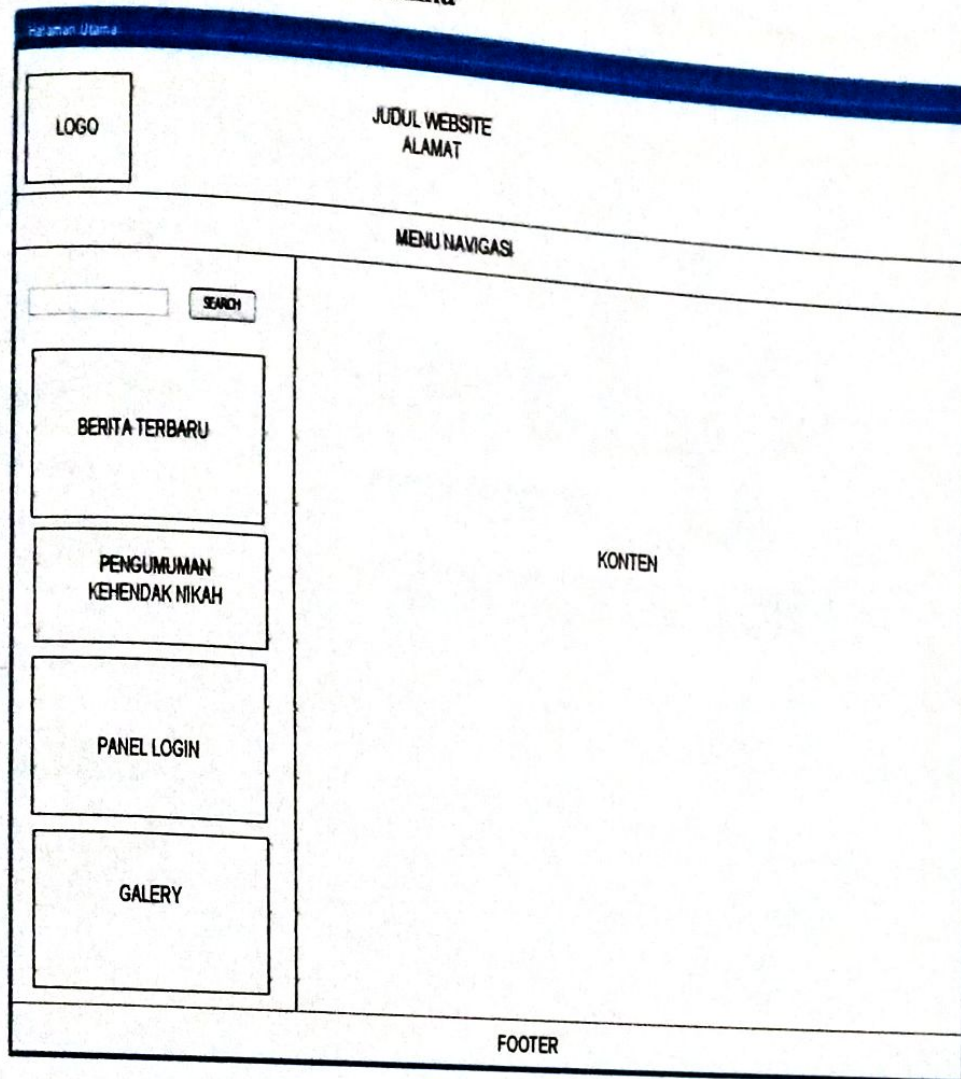 Halaman Utama
LOGO
JUDUL WEBSITE
ALAMAT
MENU NAVIGASI
SEARCH
BERITA TERBARU
PENGUMUMAN
KEHENDAK NIKAH
KONTEN
PANEL LOGIN
GALERY
FOOTER